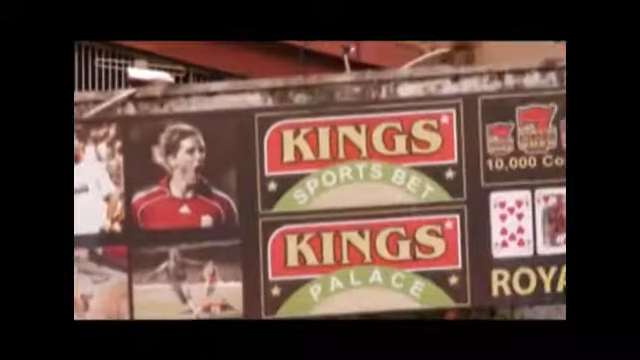 KINGS
SPORTS BET
KINGS
PALACE
10,000 Co
ROYA